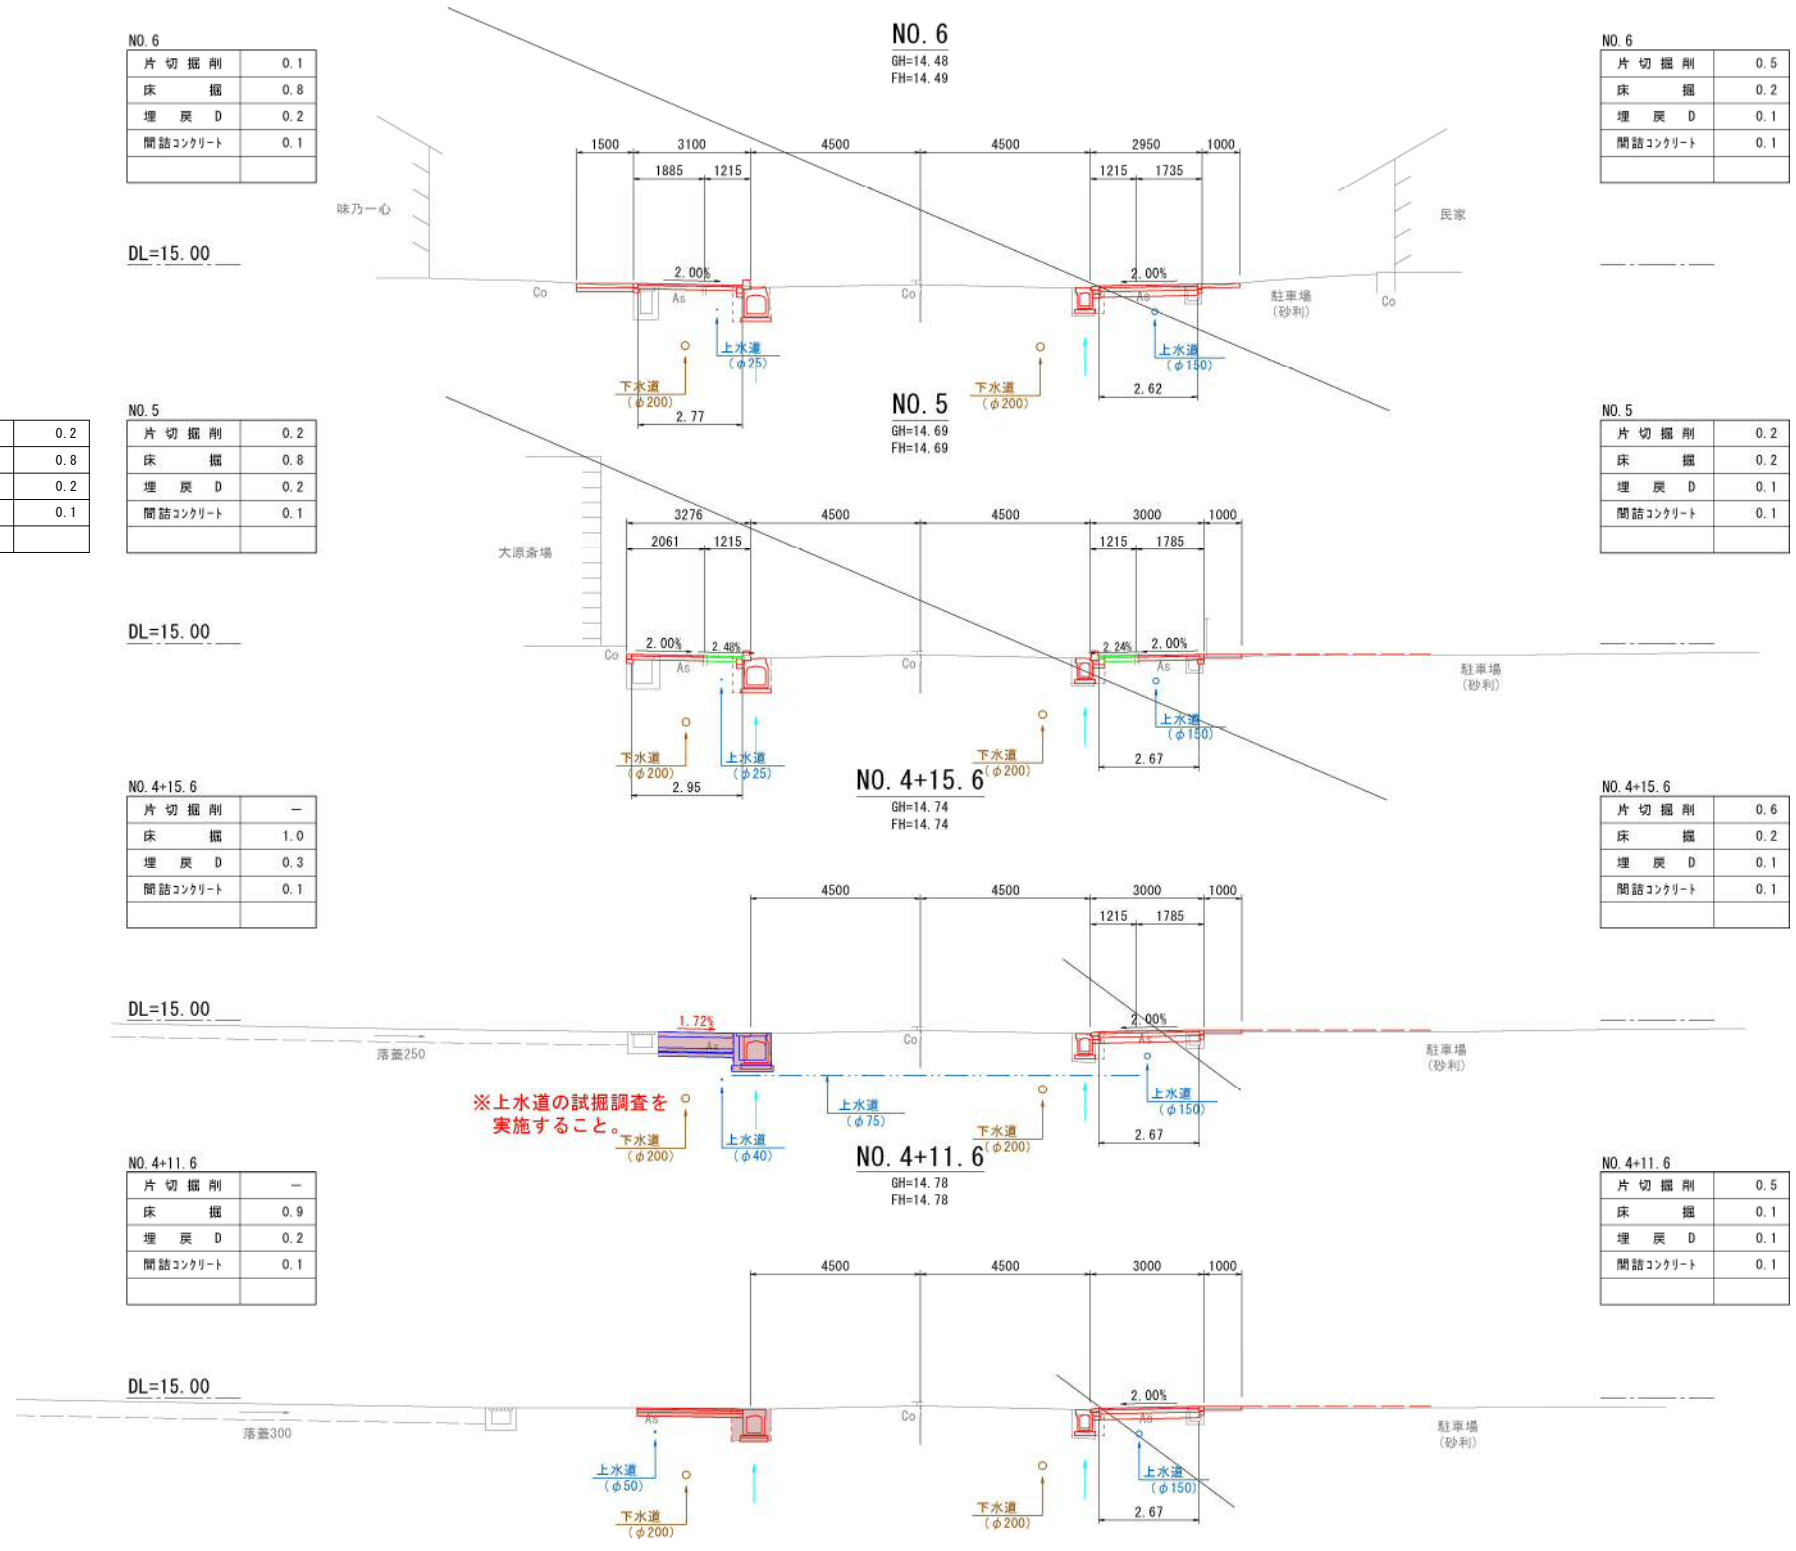 NO. 6
GH=14. 48
FH=14. 49
NO. 6
片 切 掘 削 0. 1
床 掘 0. 8
埋 戻 D 0. 2
間詰コンクリート 0. 1
NO. 6
片 切 掘 削 0. 5
床 掘 0. 2
埋 戻 D 0. 1
間詰コンクリート 0. 1
1500 3100 4500 4500 2950 1000
1885 1215 1215 1735
味乃一心
民家
DL=15. 00
2. 00% 2. 00%
Co As Co As 駐車場 Co
(砂利)
上水道
(φ25)
上水道
(φ150)
下水道
(φ200)
下水道
(φ200)
2. 77 2. 62
NO. 5
GH=14. 69
FH=14. 69
0. 2
0. 8
0. 2
0. 1
NO. 5
片 切 掘 削 0. 2
床 掘 0. 8
埋 戻 D 0. 2
間詰コンクリート 0. 1
NO. 5
片 切 掘 削 0. 2
床 掘 0. 2
埋 戻 D 0. 1
間詰コンクリート 0. 1
3276 4500 4500 3000 1000
2061 1215 1215 1785
大原斎場
DL=15. 00
2. 00% 2. 48% 2. 24% 2. 00%
Co As Co As 駐車場
(砂利)
上水道
(φ150)
下水道
(φ200)
上水道
(φ25)
下水道
(φ200)
2. 95 2. 67
NO. 4+15. 6
GH=14. 74
FH=14. 74
NO. 4+15. 6
片 切 掘 削 —
床 掘 1. 0
埋 戻 D 0. 3
間詰コンクリート 0. 1
NO. 4+15. 6
片 切 掘 削 0. 6
床 掘 0. 2
埋 戻 D 0. 1
間詰コンクリート 0. 1
4500 4500 3000 1000
1215 1785
DL=15. 00
1. 72% 2. 00%
落蓋250 As Co As 駐車場
(砂利)
※上水道の試掘調査を
実施すること。
下水道
(φ200)
上水道
(φ40)
上水道
(φ75)
下水道
(φ200)
上水道
(φ150)
2. 67
NO. 4+11. 6
GH=14. 78
FH=14. 78
NO. 4+11. 6
片 切 掘 削 —
床 掘 0. 9
埋 戻 D 0. 2
間詰コンクリート 0. 1
NO. 4+11. 6
片 切 掘 削 0. 5
床 掘 0. 1
埋 戻 D 0. 1
間詰コンクリート 0. 1
4500 4500 3000 1000
DL=15. 00
2. 00%
落蓋300 As Co As 駐車場
(砂利)
上水道
(φ50)
下水道
(φ200)
下水道
(φ200)
上水道
(φ150)
2. 67